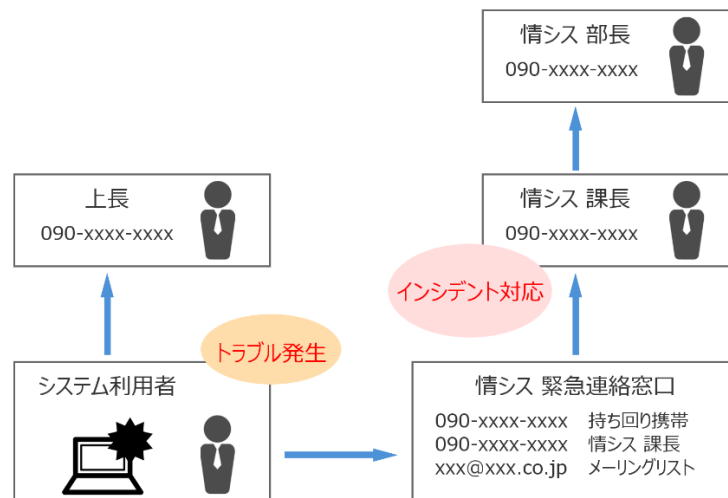 情シス 部長
090-xxxx-xxxx
上長
090-xxxx-xxxx
情シス 課長
090-xxxx-xxxx
インシデント対応
トラブル発生
システム利用者
情シス 緊急連絡窓口
090-xxxx-xxxx 持ち回り携帯
090-xxxx-xxxx 情シス 課長
xxx@xxx.co.jp メーリングリスト